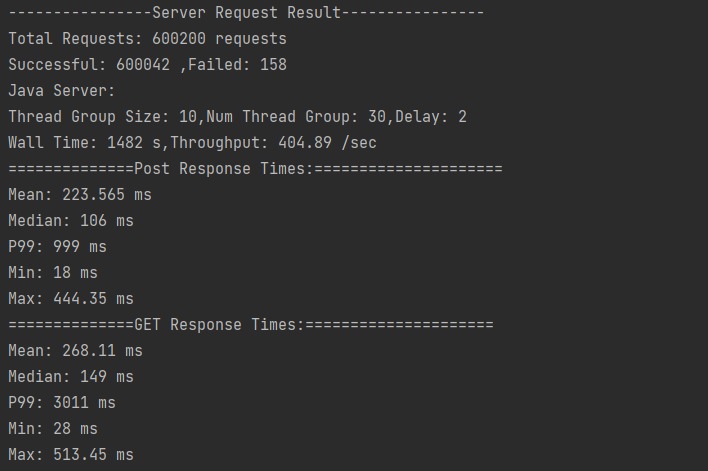 ----------------Server Request Result----------------
Total Requests: 600200 requests
Successful: 600042 ,Failed: 158
Java Server:
Thread Group Size: 10,Num Thread Group: 30,Delay: 2
Wall Time: 1482 s,Throughput: 404.89 /sec
==============Post Response Times:=====================
Mean: 223.565 ms
Median: 106 ms
P99: 999 ms
Min: 18 ms
Max: 444.35 ms
==============GET Response Times:=====================
Mean: 268.11 ms
Median: 149 ms
P99: 3011 ms
Min: 28 ms
Max: 513.45 ms